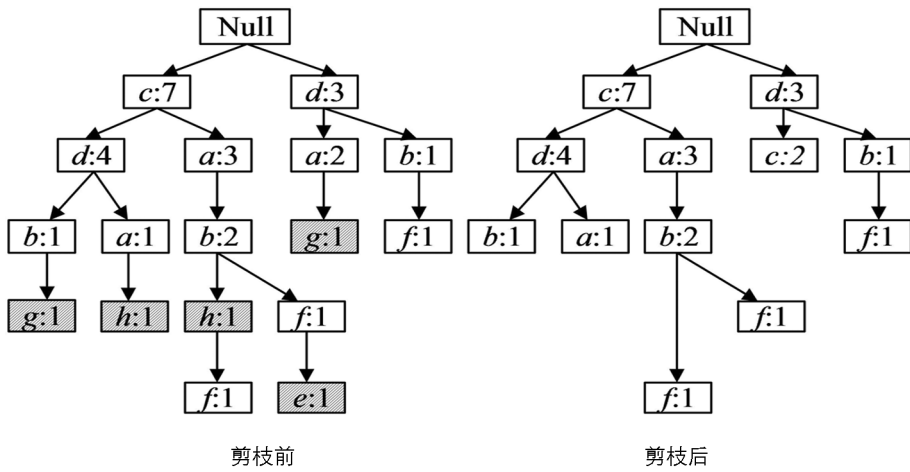 Null
Null
c:7
d:3
c:7
d:3
d:4
a:3
a:2
b:1
d:4
a:3
c:2
b:1
b:1
a:1
b:2
g:1
f:1
b:1
a:1
b:2
f:1
g:1
h:1
h:1
f:1
f:1
f:1
e:1
f:1
剪枝前
剪枝后